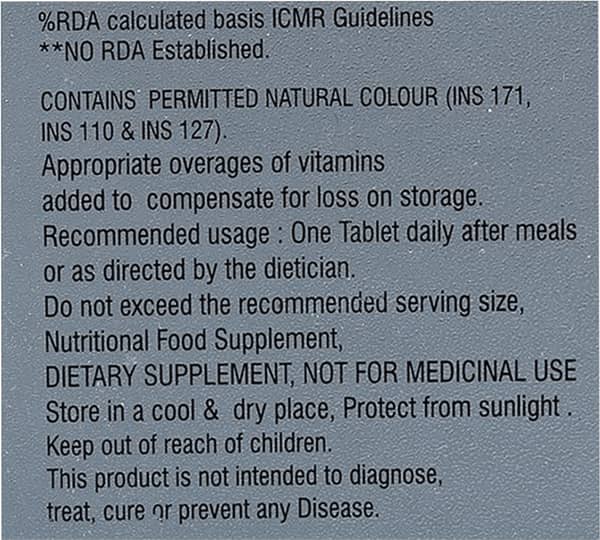 %RDA calculated basis ICMR Guidelines
**NO RDA Established.
CONTAINS PERMITTED NATURAL COLOUR (INS 171,
INS 110 & INS 127).
Appropriate overages of vitamins
added to compensate for loss on storage.
Recommended usage : One Tablet daily after meals
or as directed by the dietician.
Do not exceed the recommended serving size,
Nutritional Food Supplement,
DIETARY SUPPLEMENT, NOT FOR MEDICINAL USE
Store in a cool & dry place, Protect from sunlight .
Keep out of reach of children.
This product is not intended to diagnose,
treat, cure or prevent any Disease.